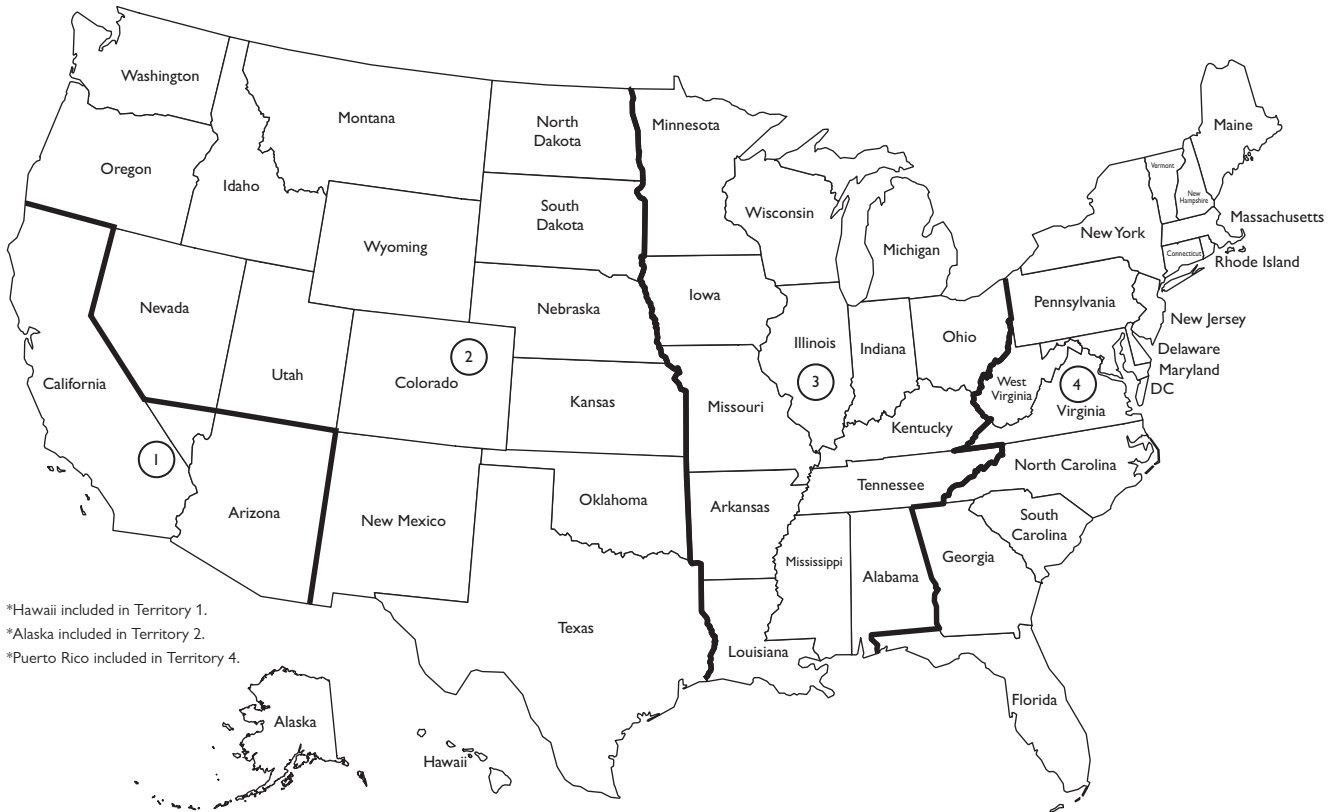 Washington
Montana
North
Dakota
Minnesota
Maine
Oregon
Idaho
Vermont
New
Hampshire
South
Dakota
Wisconsin
Michigan
New York
Massachusetts
Wyoming
Connecticut
Rhode Island
Nevada
Nebraska
Iowa
Pennsylvania
New Jersey
Illinois
Indiana
Ohio
Delaware
Maryland
DC
California
Utah
Colorado
2
Kansas
Missouri
3
West
Virginia
4
Virginia
Kentucky
1
North Carolina
Tennessee
Arizona
New Mexico
Oklahoma
Arkansas
South
Carolina
Mississippi
Alabama
Georgia
*Hawaii included in Territory 1.
*Alaska included in Territory 2.
*Puerto Rico included in Territory 4.
Texas
Louisiana
Florida
Alaska
Hawaii